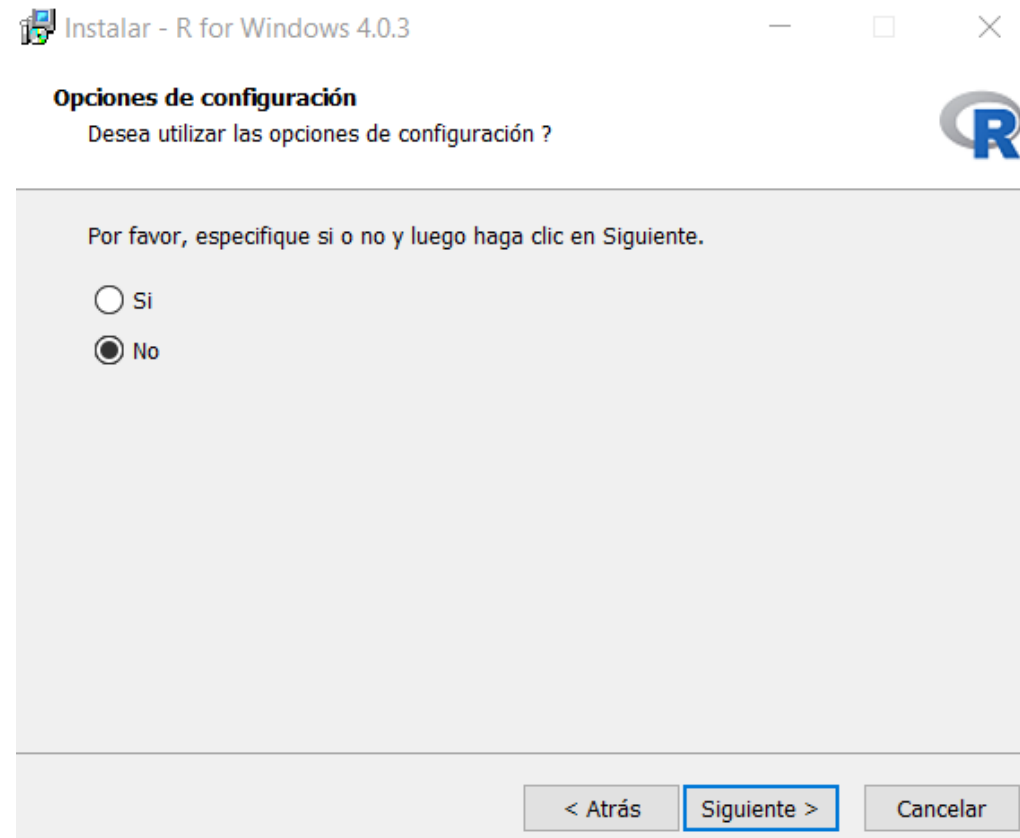 Instalar - R for Windows 4.0.3
Opciones de configuración
Desea utilizar las opciones de configuración ?
R
Por favor, especifique si o no y luego haga clic en Siguiente.
Si
No
< Atrás
Siguiente >
Cancelar